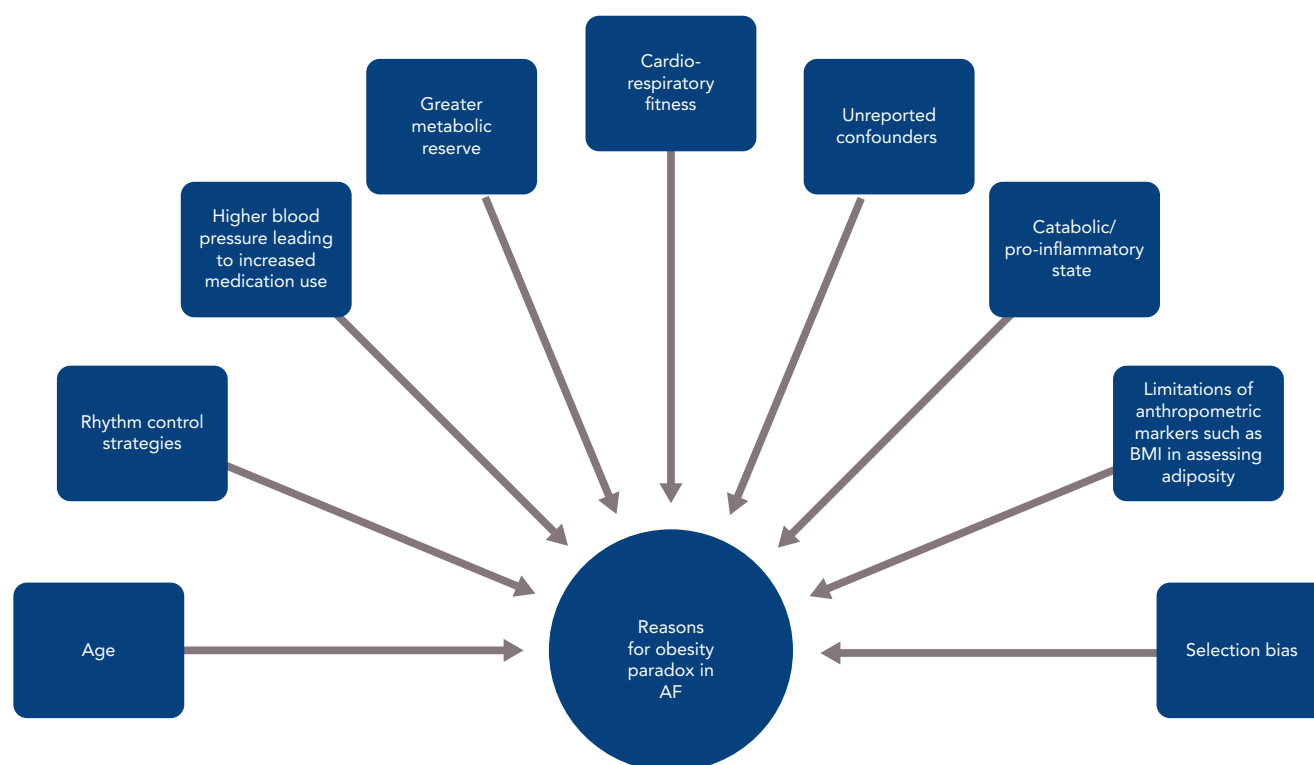 Cardio-
respiratory
fitness
Greater
metabolic
reserve
Unreported
confounders
Higher blood
pressure leading
to increased
medication use
Catabolic/
pro-inflammatory
state
Rhythm control
strategies
Limitations of
anthropometric
markers such as
BMI in assessing
adiposity
Age
Reasons
for obesity
paradox in
AF
Selection bias